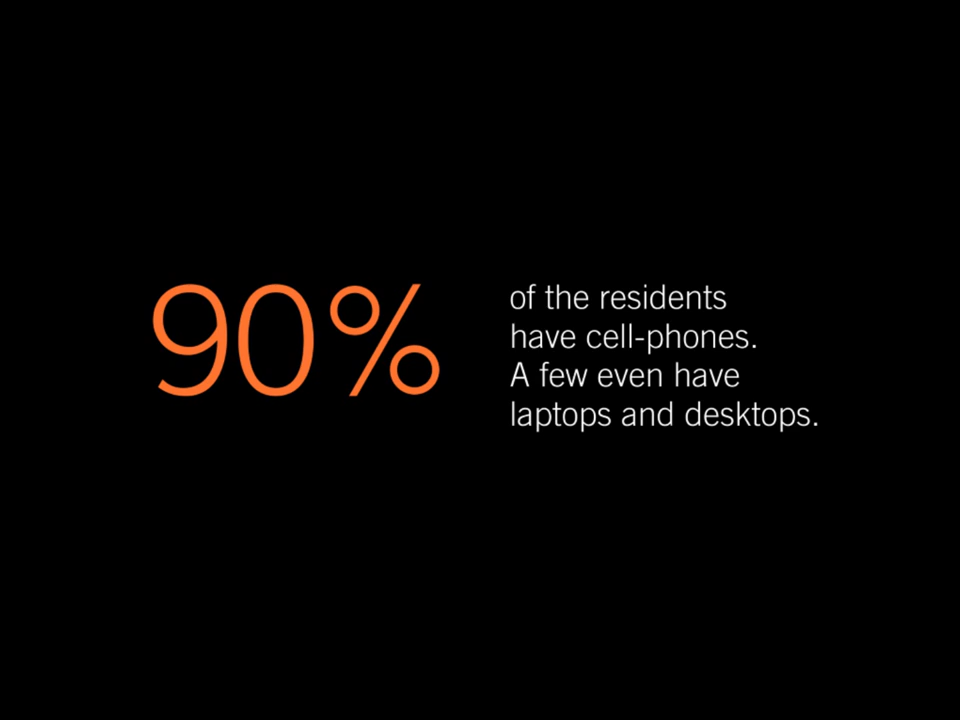 90%
of the residents
have cell-phones.
A few even have
laptops and desktops.